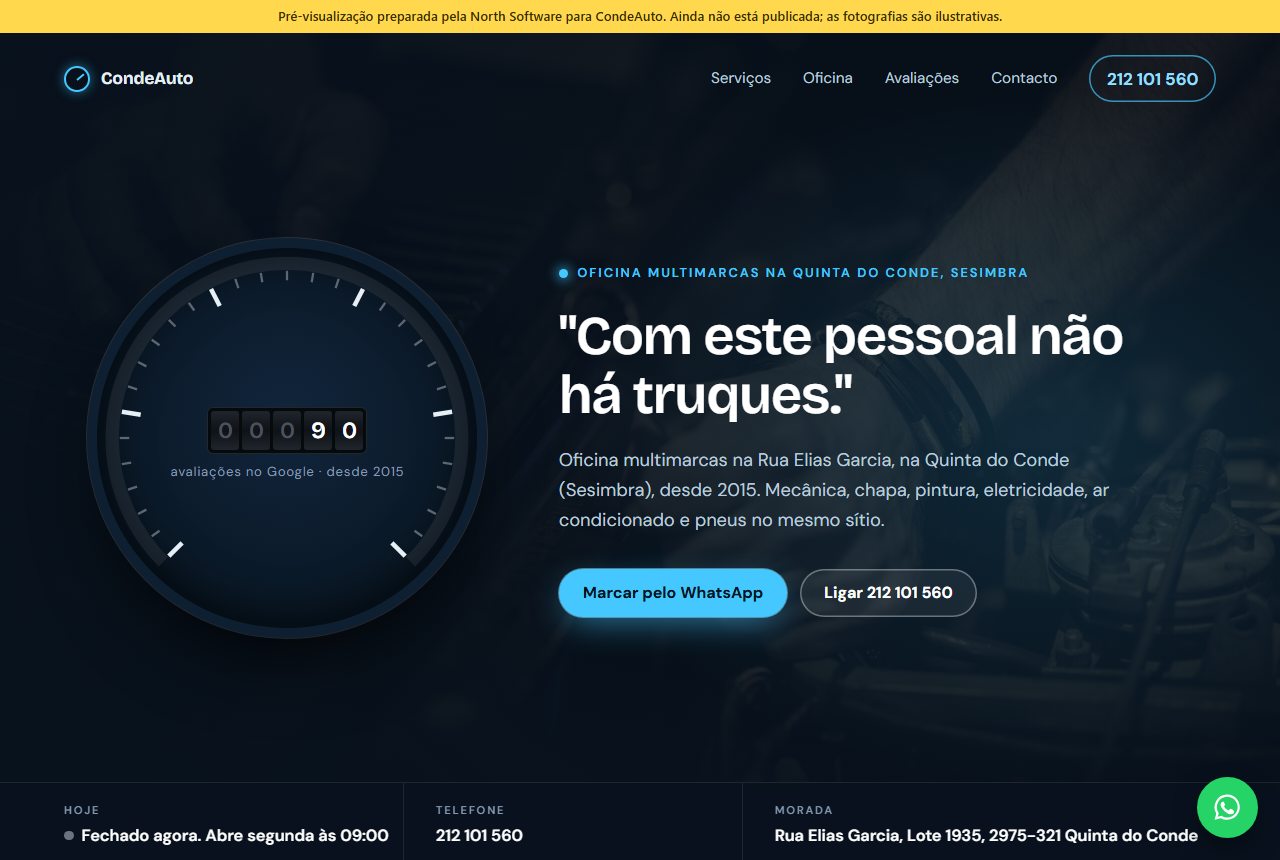 Pré-visualização preparada pela North Software para CondeAuto. Ainda não está publicada; as fotografias são ilustrativas.
CondeAuto
Serviços
Oficina
Avaliações
Contacto
212 101 560
00090
avaliações no Google · desde 2015
OFICINA MULTIMARCAS NA QUINTA DO CONDE, SESIMBRA
"Com este pessoal não
há truques."
Oficina multimarcas na Rua Elias Garcia, na Quinta do Conde
(Sesimbra), desde 2015. Mecânica, chapa, pintura, eletricidade, ar
condicionado e pneus no mesmo sítio.
Marcar pelo WhatsApp
Ligar 212 101 560
HOJE
Fechado agora. Abre segunda às 09:00
TELEFONE
212 101 560
MORADA
Rua Elias Garcia, Lote 1935, 2975-321 Quinta do Conde